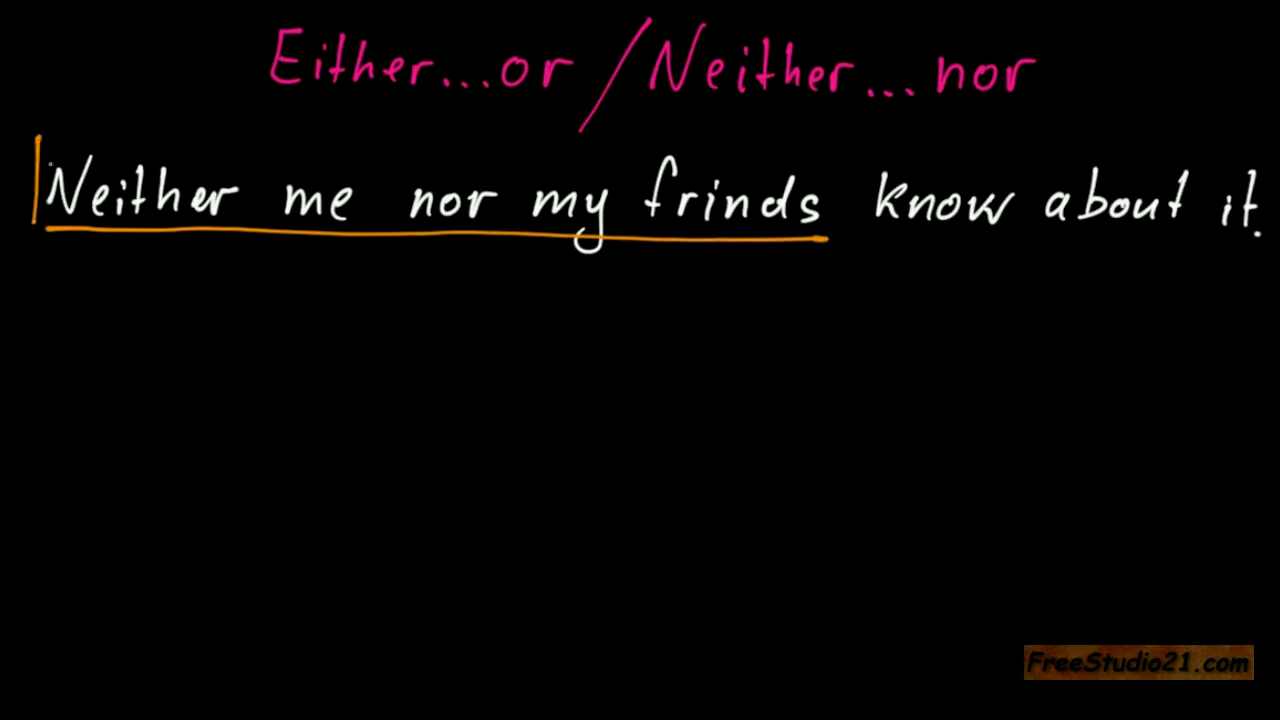 Either...or / Neither...nor
Neither me nor my frinds know about it.
FreeStudio21.com